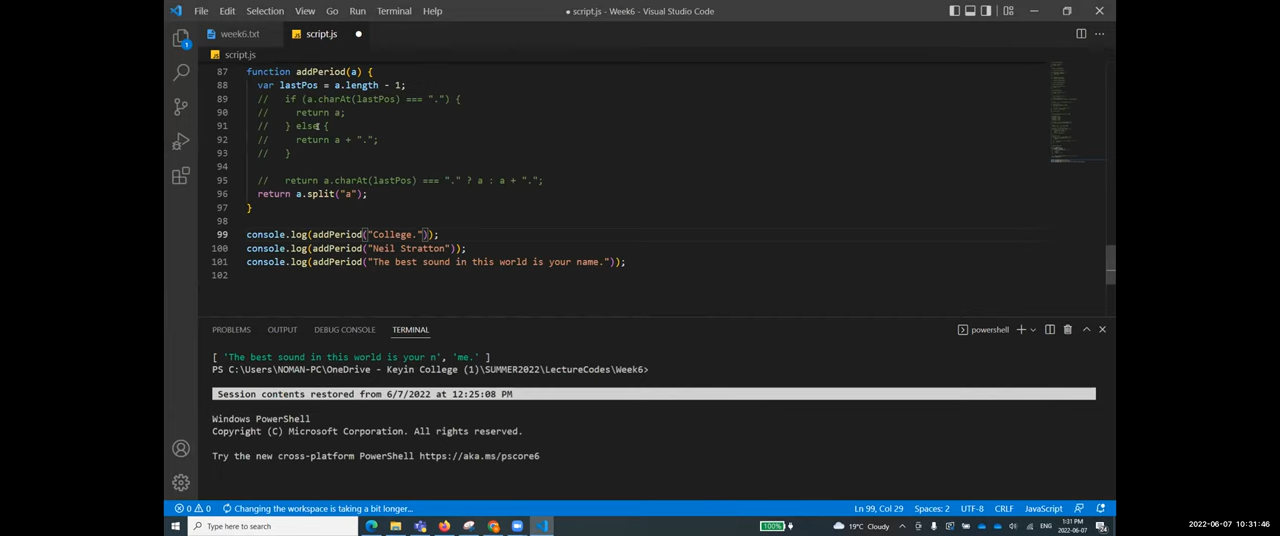 File Edit Selection View Go Run Terminal Help
● script.js - Week6 - Visual Studio Code
week6.txt
script.js
script.js
87 function addPeriod(a) {
88 var lastPos = a.length - 1;
89 // if (a.charAt(lastPos) === ".") {
90 // return a;
91 // } else {
92 // return a + ".";
93 // }
94
95 // return a.charAt(lastPos) === "." ? a : a + ".";
96 return a.split("a");
97 }
98
99 console.log(addPeriod("College."));
100 console.log(addPeriod("Neil Stratton"));
101 console.log(addPeriod("The best sound in this world is your name."));
102
PROBLEMS OUTPUT DEBUG CONSOLE TERMINAL
powershell
[ 'The best sound in this world is your n', 'me.' ]
PS C:\Users\NOMAN-PC\OneDrive - Keyin College (1)\SUMMER2022\LectureCodes\Week6>
Session contents restored from 6/7/2022 at 12:25:08 PM
Windows PowerShell
Copyright (C) Microsoft Corporation. All rights reserved.
Try the new cross-platform PowerShell https://aka.ms/pscore6
0 0 Changing the workspace is taking a bit longer...
Ln 99, Col 29 Spaces: 2 UTF-8 CRLF JavaScript
Type here to search
100%
19°C Cloudy
ENG
1:31 PM
2022-06-07
2022-06-07 10:31:46